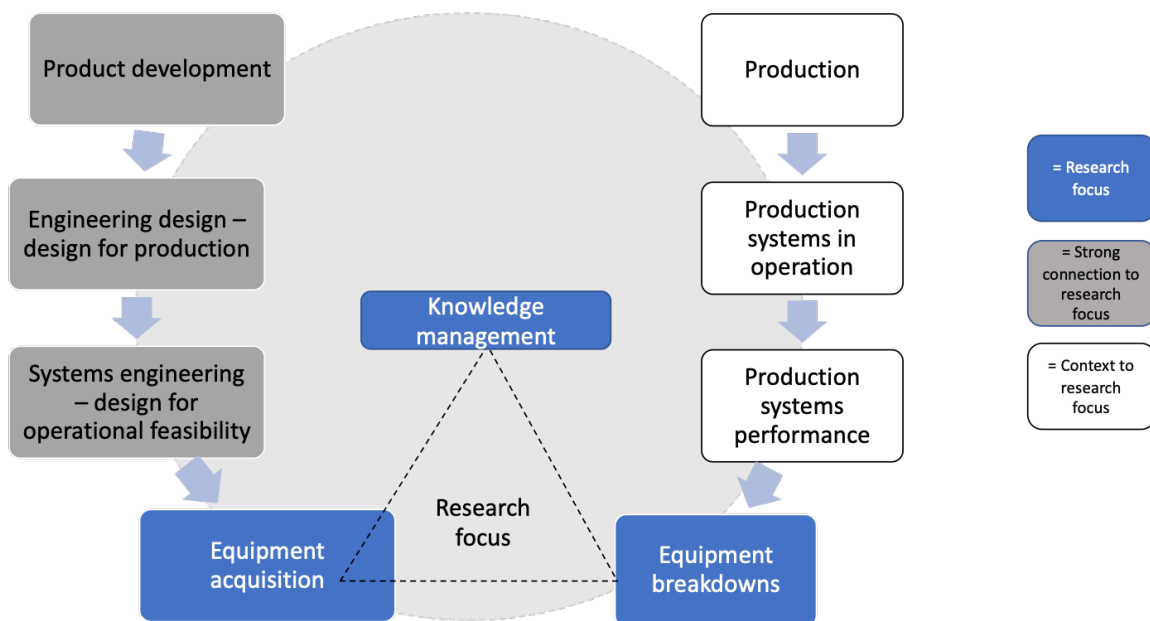 Product development
Engineering design –
design for production
Systems engineering
– design for
operational feasibility
Equipment
acquisition
Knowledge
management
Research
focus
Production
Production
systems in
operation
Production
systems
performance
Equipment
breakdowns
= Research
focus
= Strong
connection to
research
focus
= Context to
research
focus